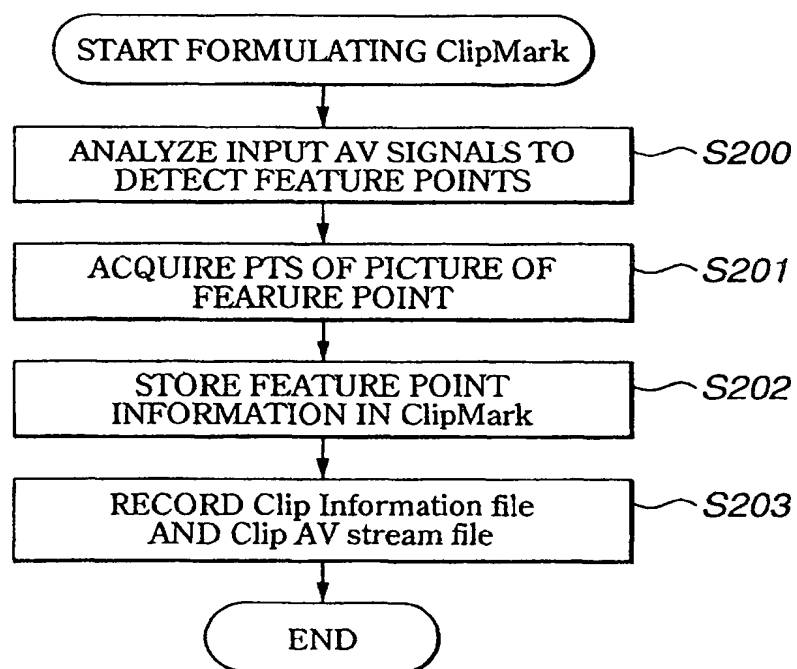 START FORMULATING ClipMark
ANALYZE INPUT AV SIGNALS TO
DETECT FEATURE POINTS
S200
ACQUIRE PTS OF PICTURE OF
FEARURE POINT
S201
STORE FEATURE POINT
INFORMATION IN ClipMark
S202
RECORD Clip Information file
AND Clip AV stream file
S203
END